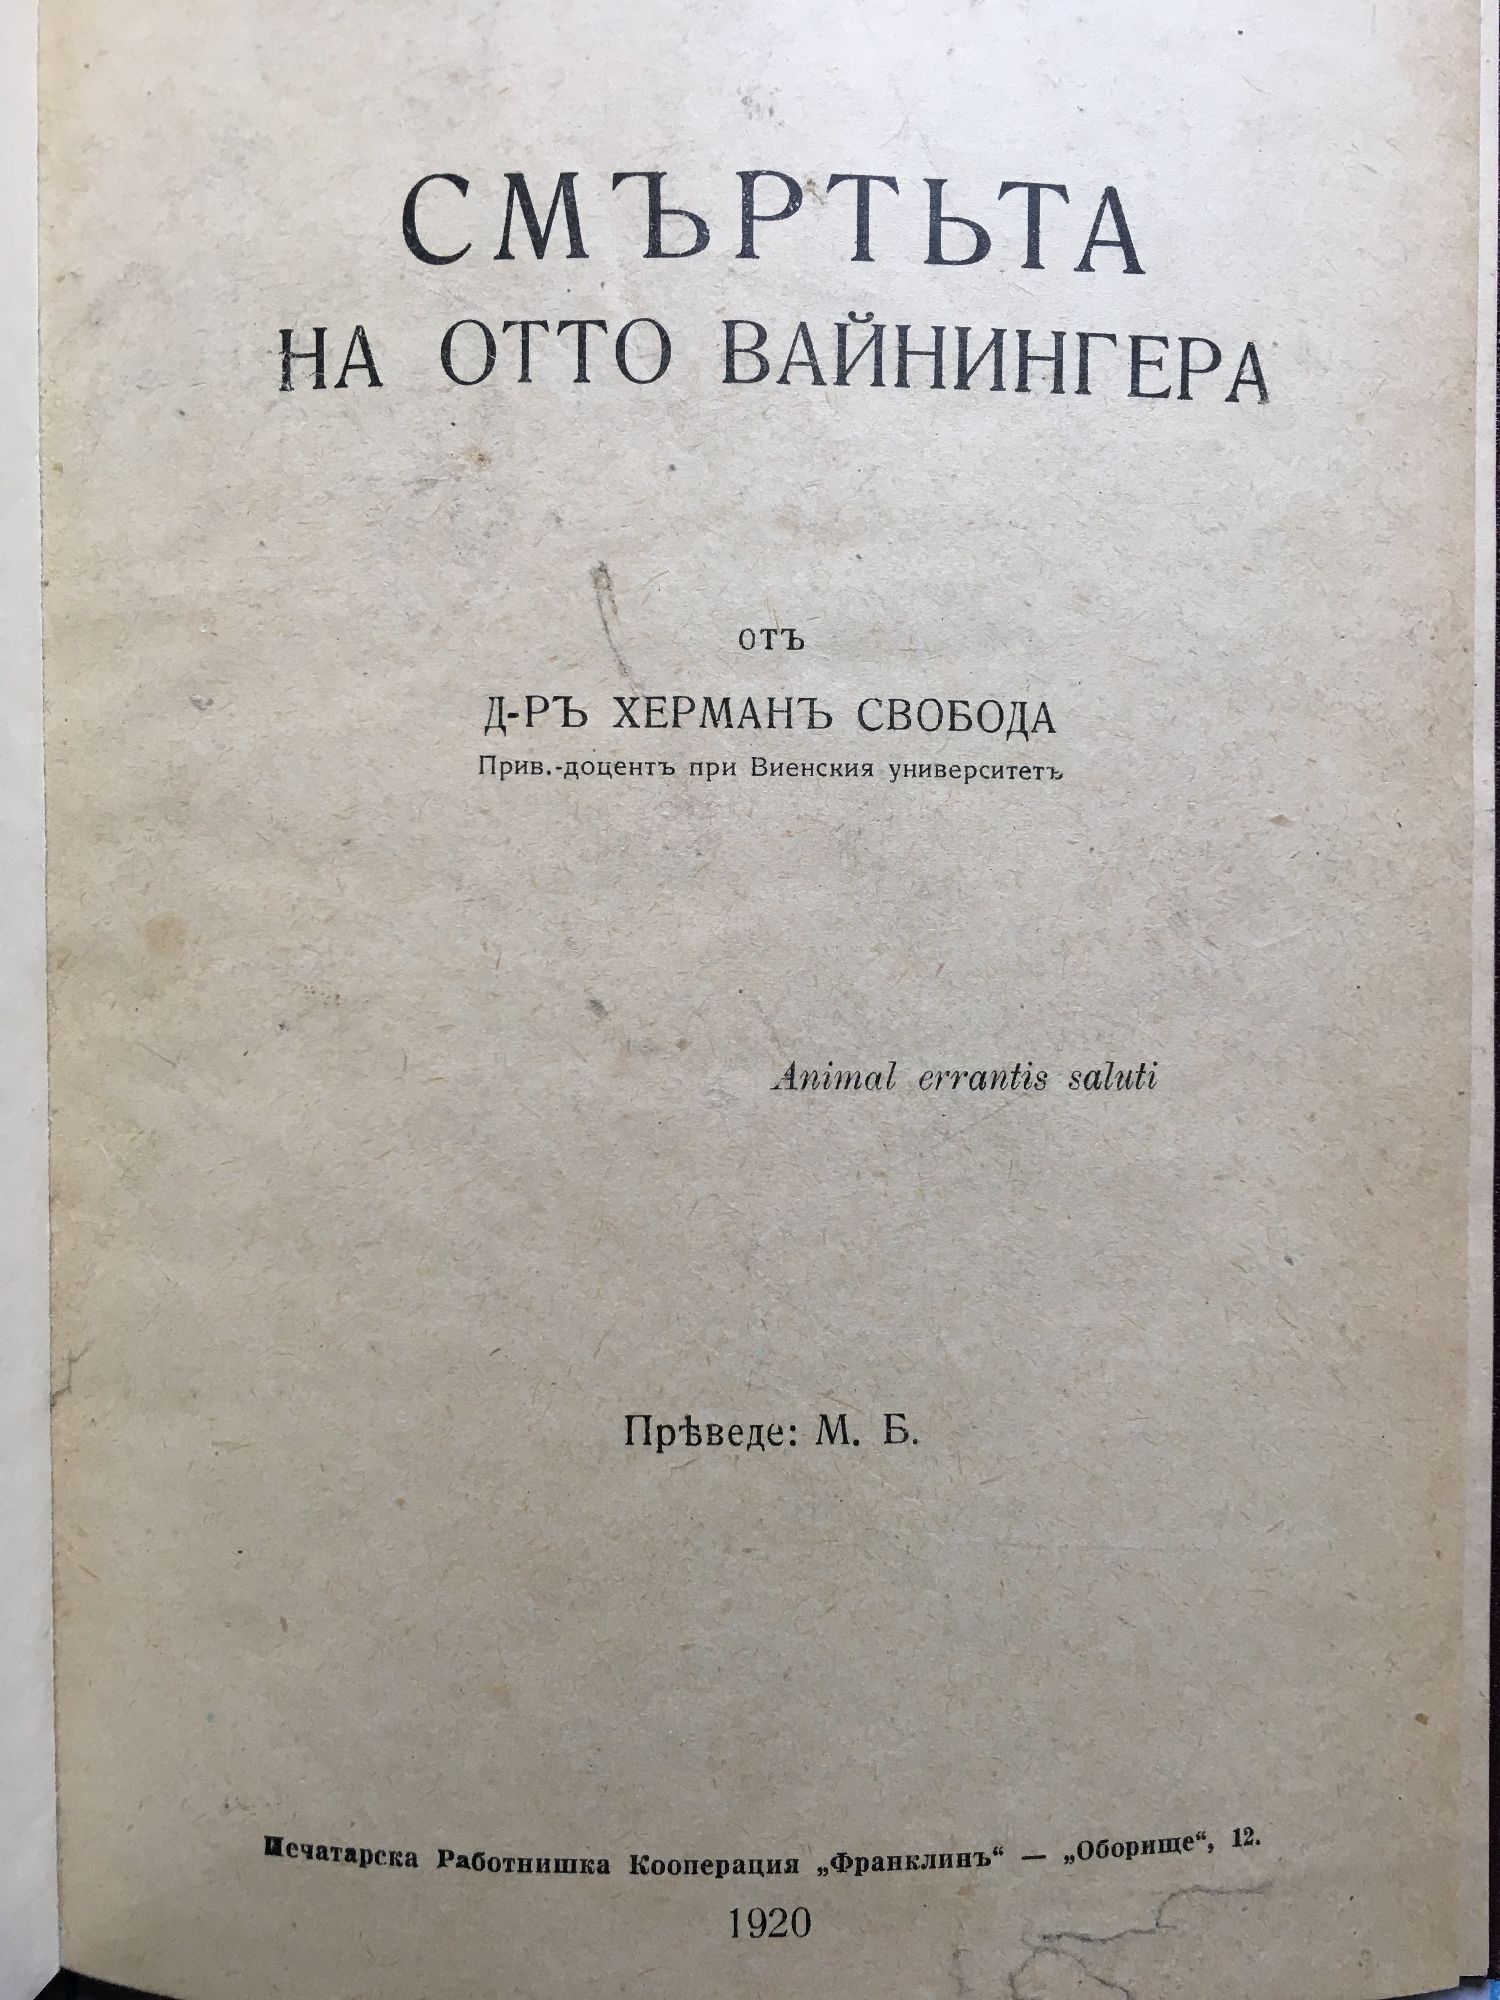 СМЪРТЬТА
НА ОТТО ВАЙНИНГЕРА
отъ
Д-РЪ ХЕРМАНЪ СВОБОДА
Прив.-доцентъ при Виенския университетъ
Animal errantis saluti
Прѣведе: М. Б.
Печатарска Работнишка Кооперация „Франклинъ“ — „Оборище“, 12.
1920